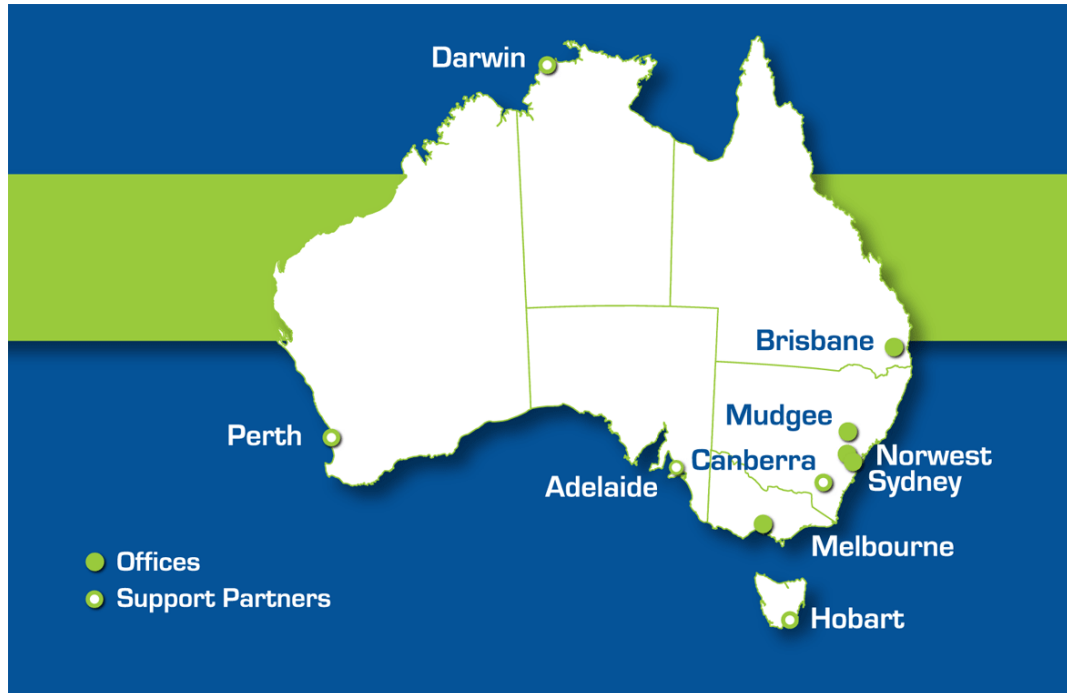 Darwin
Brisbane
Mudgee
Perth
Canberra
Norwest
Adelaide
Sydney
Melbourne
Offices
Support Partners
Hobart